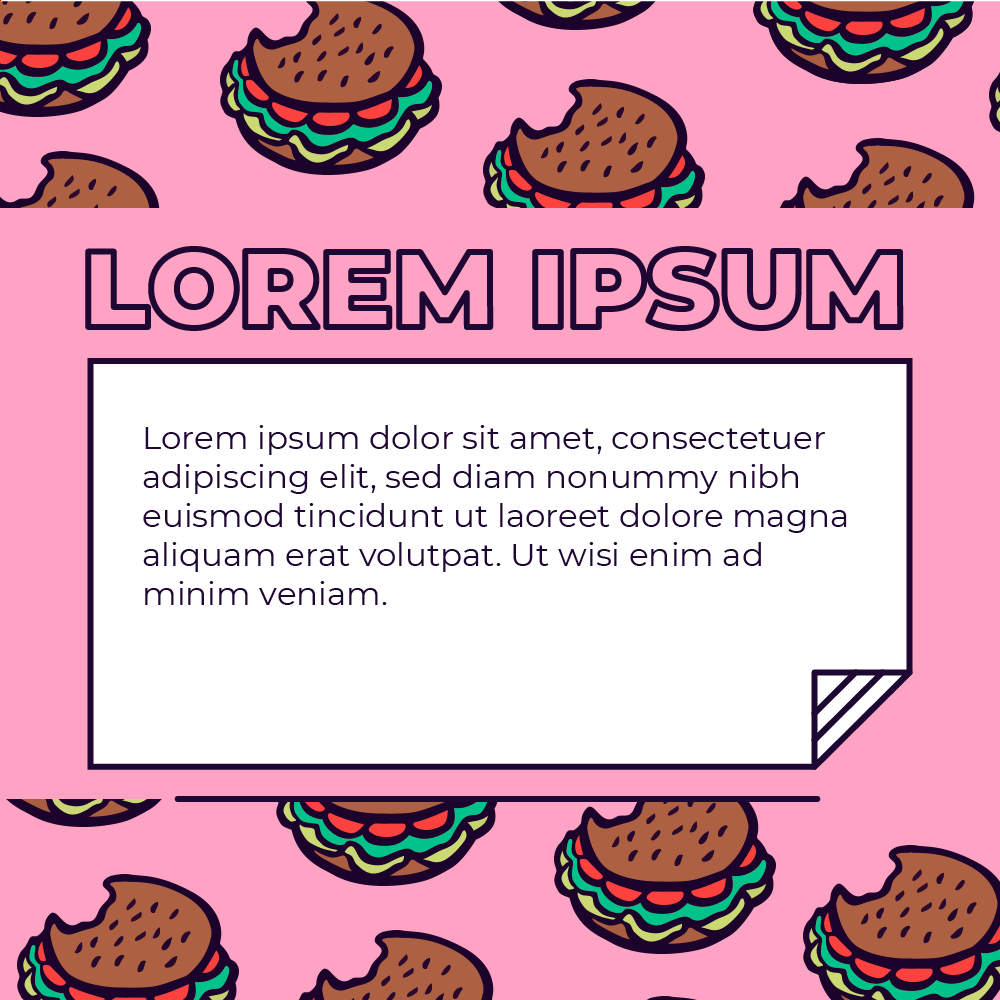 LOREM IPSUM
Lorem ipsum dolor sit amet, consectetuer
adipiscing elit, sed diam nonummy nibh
euismod tincidunt ut laoreet dolore magna
aliquam erat volutpat. Ut wisi enim ad
minim veniam.